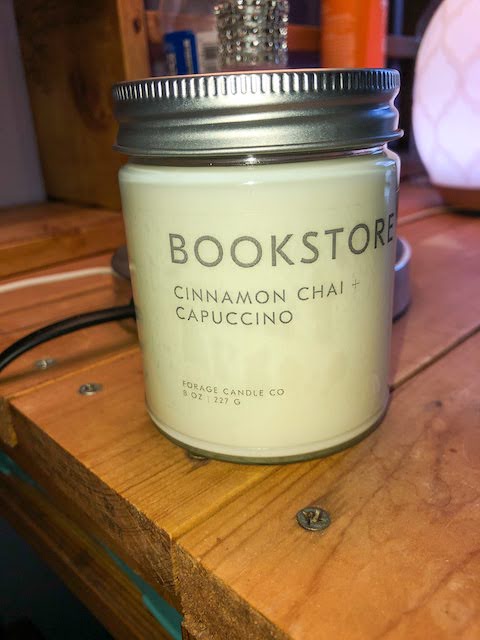 BOOKSTORE
CINNAMON CHAI +
CAPUCCINO
FORAGE CANDLE CO
8 OZ | 227 G